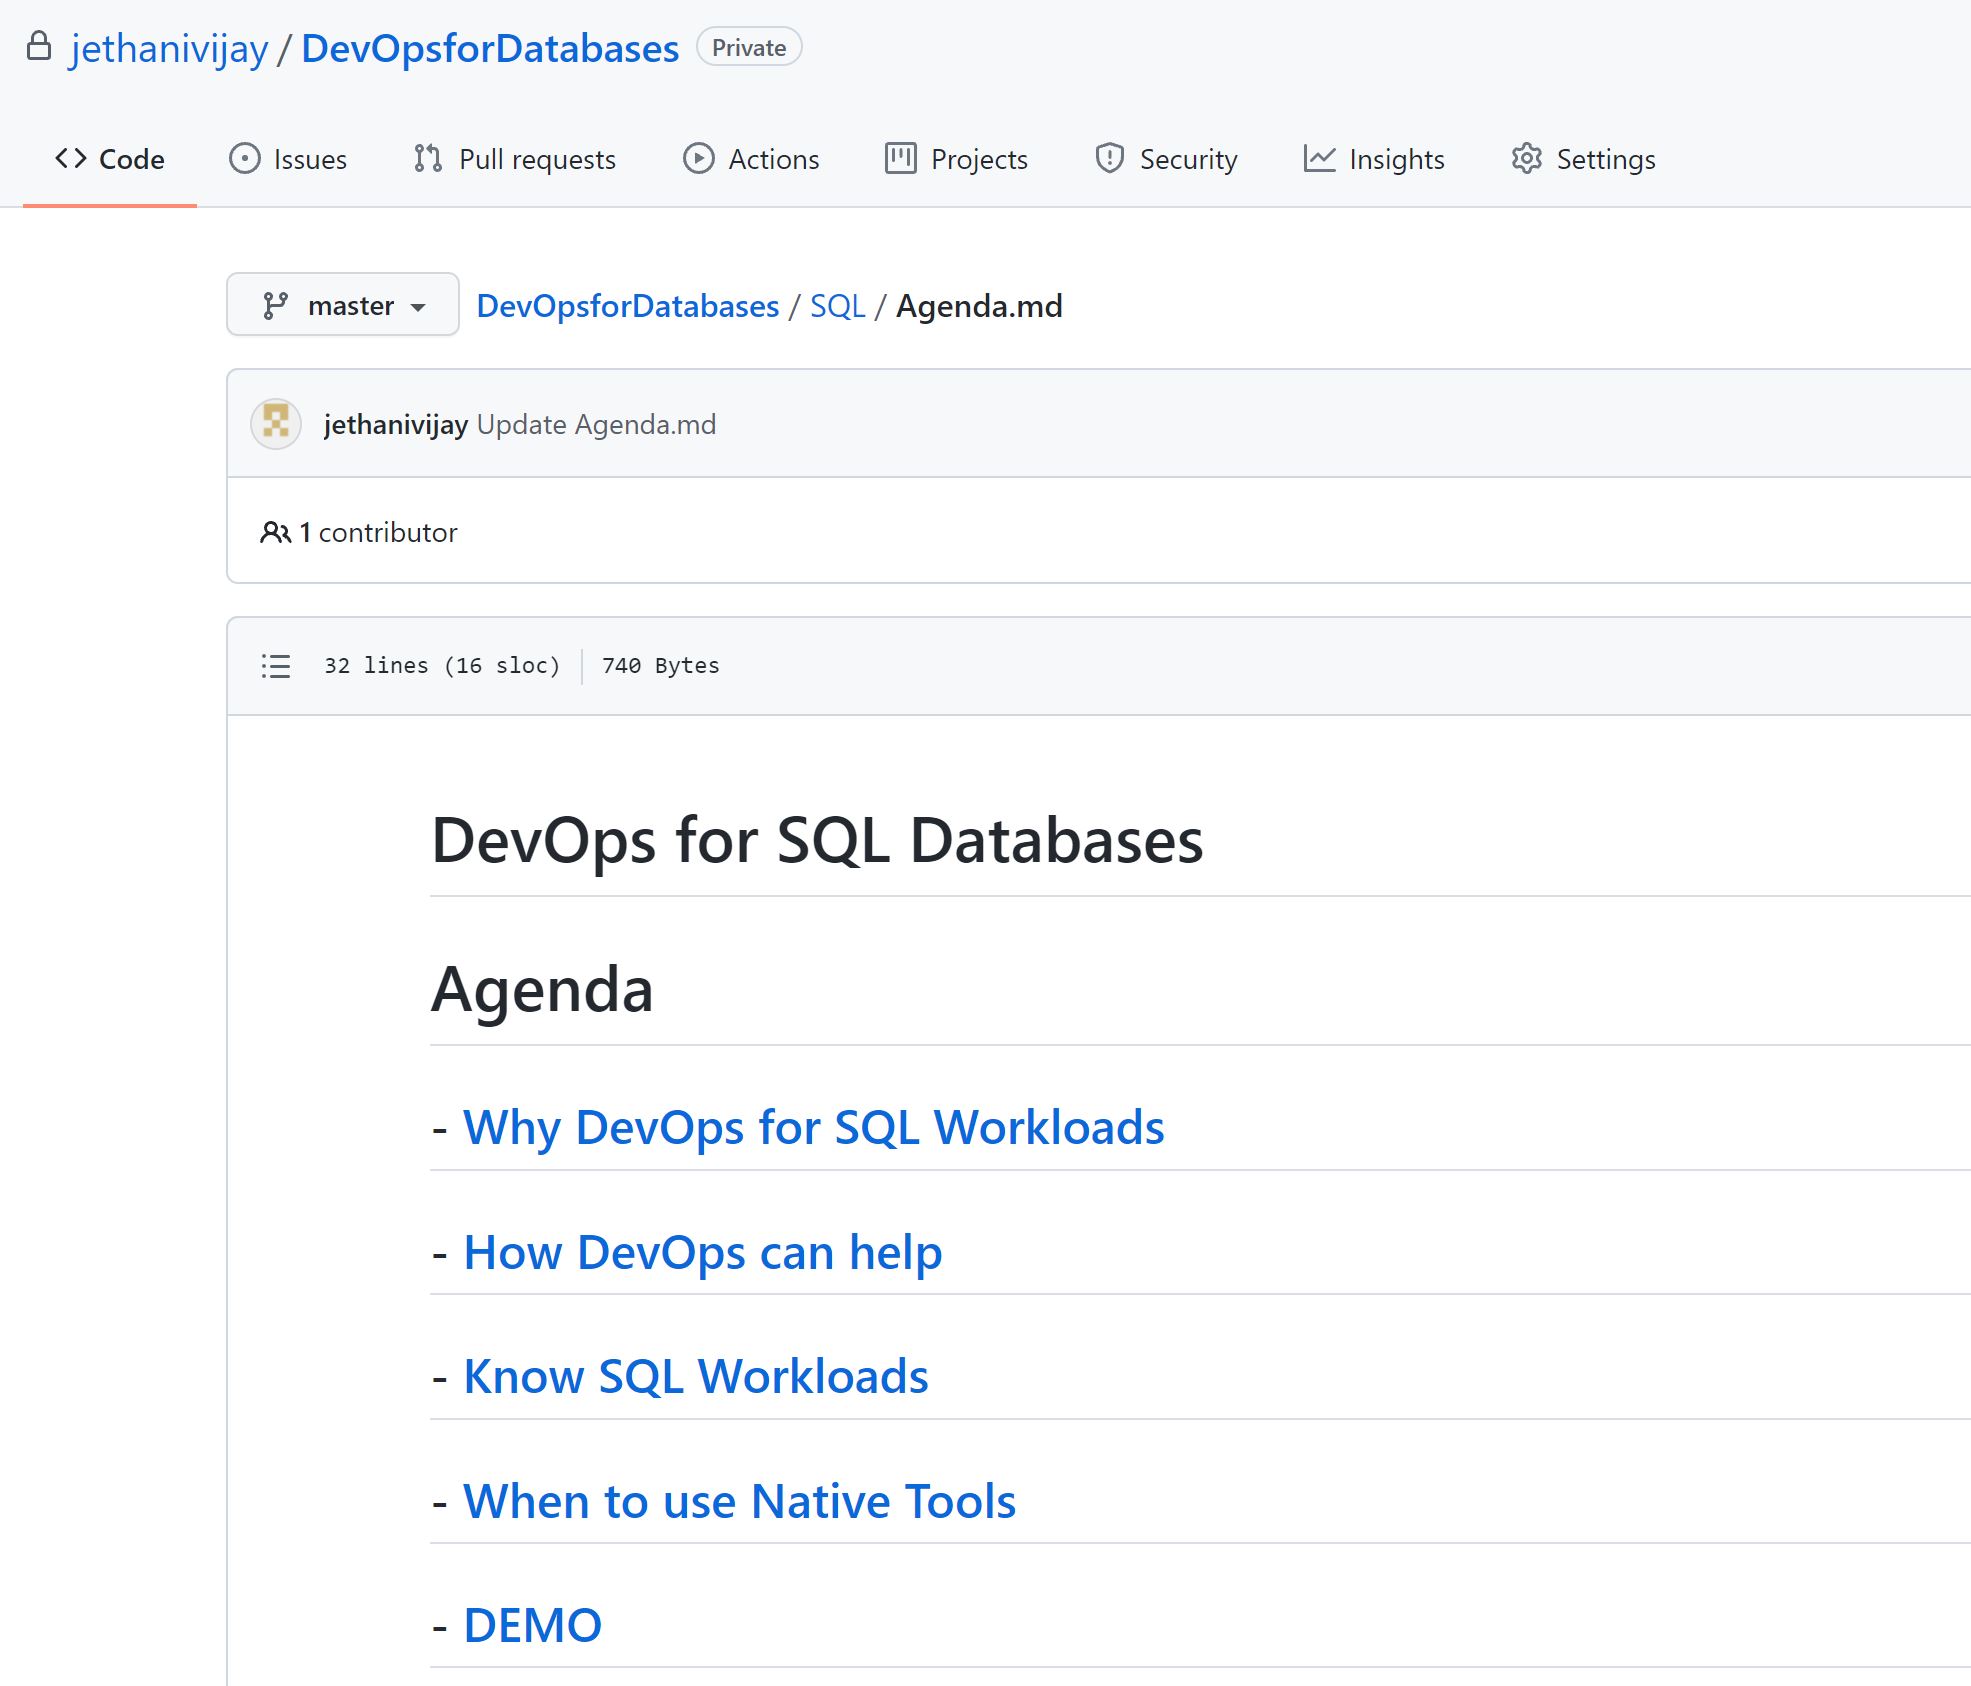 jethanivijay / DevOpsforDatabases Private
Code Issues Pull requests Actions Projects Security Insights Settings
master DevOpsforDatabases / SQL / Agenda.md
jethanivijay Update Agenda.md
1 contributor
32 lines (16 sloc) 740 Bytes
DevOps for SQL Databases
Agenda
- Why DevOps for SQL Workloads
- How DevOps can help
- Know SQL Workloads
- When to use Native Tools
- DEMO